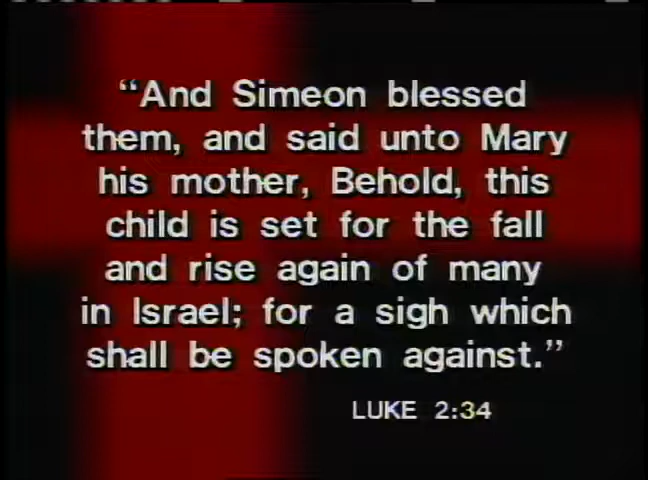 “And Simeon blessed
them, and said unto Mary
his mother, Behold, this
child is set for the fall
and rise again of many
in Israel; for a sigh which
shall be spoken against.”
LUKE 2:34